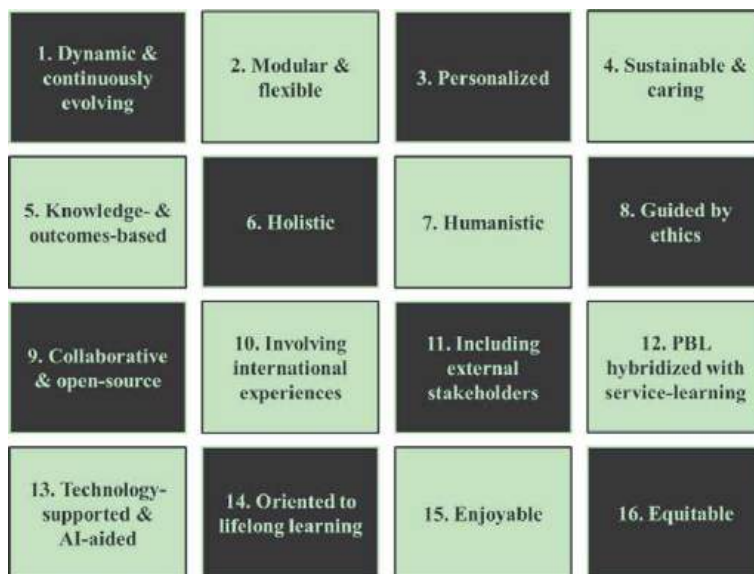 1. Dynamic &
continuously
evolving
2. Modular &
flexible
3. Personalized
4. Sustainable &
caring
5. Knowledge- &
outcomes-based
6. Holistic
7. Humanistic
8. Guided by
ethics
9. Collaborative
& open-source
10. Involving
international
experiences
11. Including
external
stakeholders
12. PBL
hybridized with
service-learning
13. Technology-
supported &
AI-aided
14. Oriented to
lifelong learning
15. Enjoyable
16. Equitable